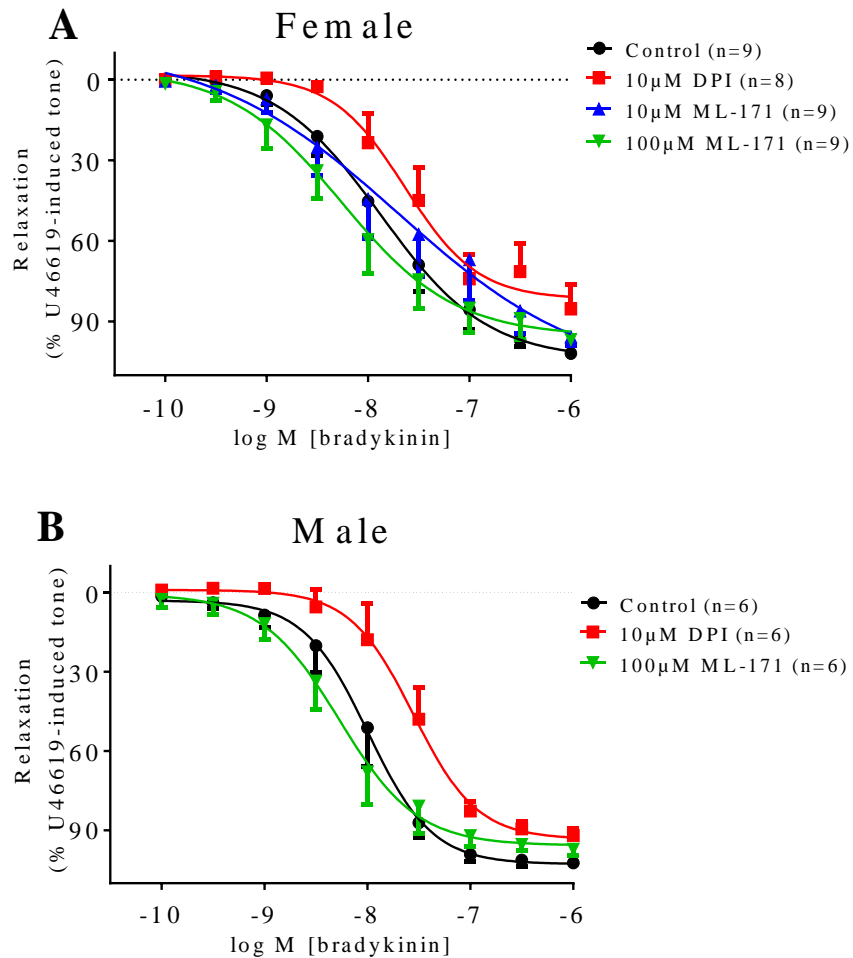 A
Female
Control (n=9)
10µM DPI (n=8)
10µM ML-171 (n=9)
100µM ML-171 (n=9)
Relaxation
(% U46619-induced tone)
0
30
60
90
-10 -9 -8 -7 -6
log M [bradykinin]
B
Male
Control (n=6)
10µM DPI (n=6)
100µM ML-171 (n=6)
Relaxation
(% U46619-induced tone)
0
30
60
90
-10 -9 -8 -7 -6
log M [bradykinin]